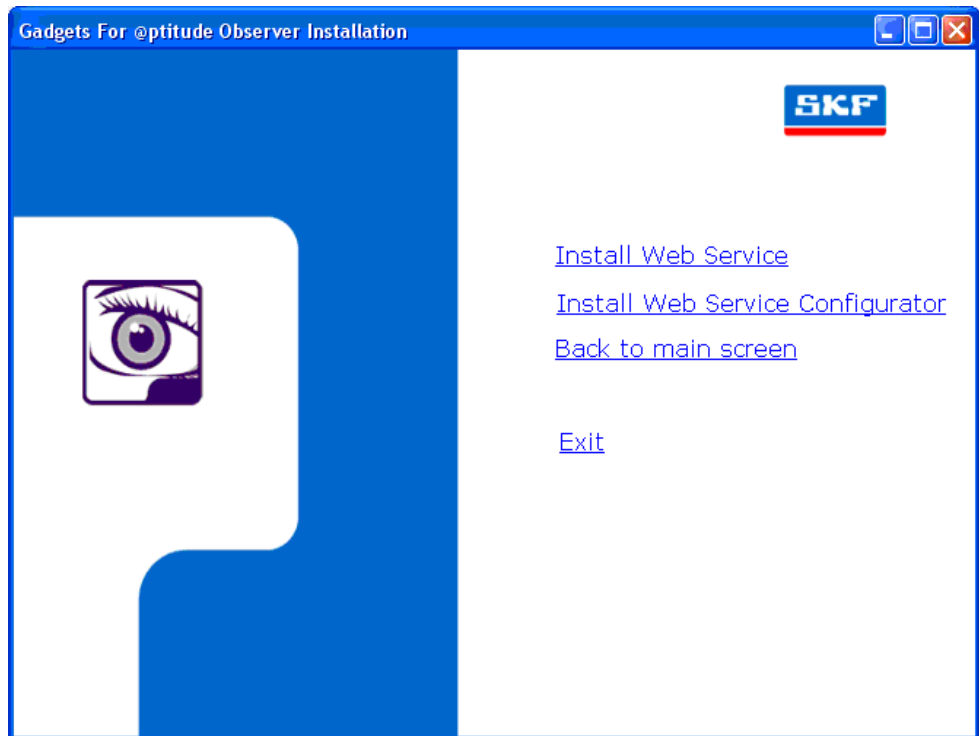 Gadgets For @ptitude Observer Installation
SKF
Install Web Service
Install Web Service Configurator
Back to main screen
Exit